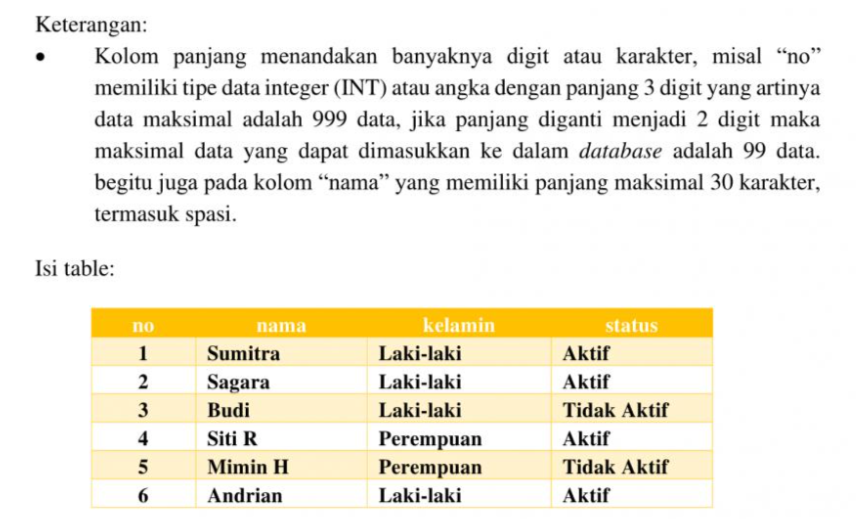 Keterangan:
• Kolom panjang menandakan banyaknya digit atau karakter, misal “no”
memiliki tipe data integer (INT) atau angka dengan panjang 3 digit yang artinya
data maksimal adalah 999 data, jika panjang diganti menjadi 2 digit maka
maksimal data yang dapat dimasukkan ke dalam database adalah 99 data.
begitu juga pada kolom “nama” yang memiliki panjang maksimal 30 karakter,
termasuk spasi.
Isi table:
no nama kelamin status
1 Sumitra Laki-laki Aktif
2 Sagara Laki-laki Aktif
3 Budi Laki-laki Tidak Aktif
4 Siti R Perempuan Aktif
5 Mimin H Perempuan Tidak Aktif
6 Andrian Laki-laki Aktif